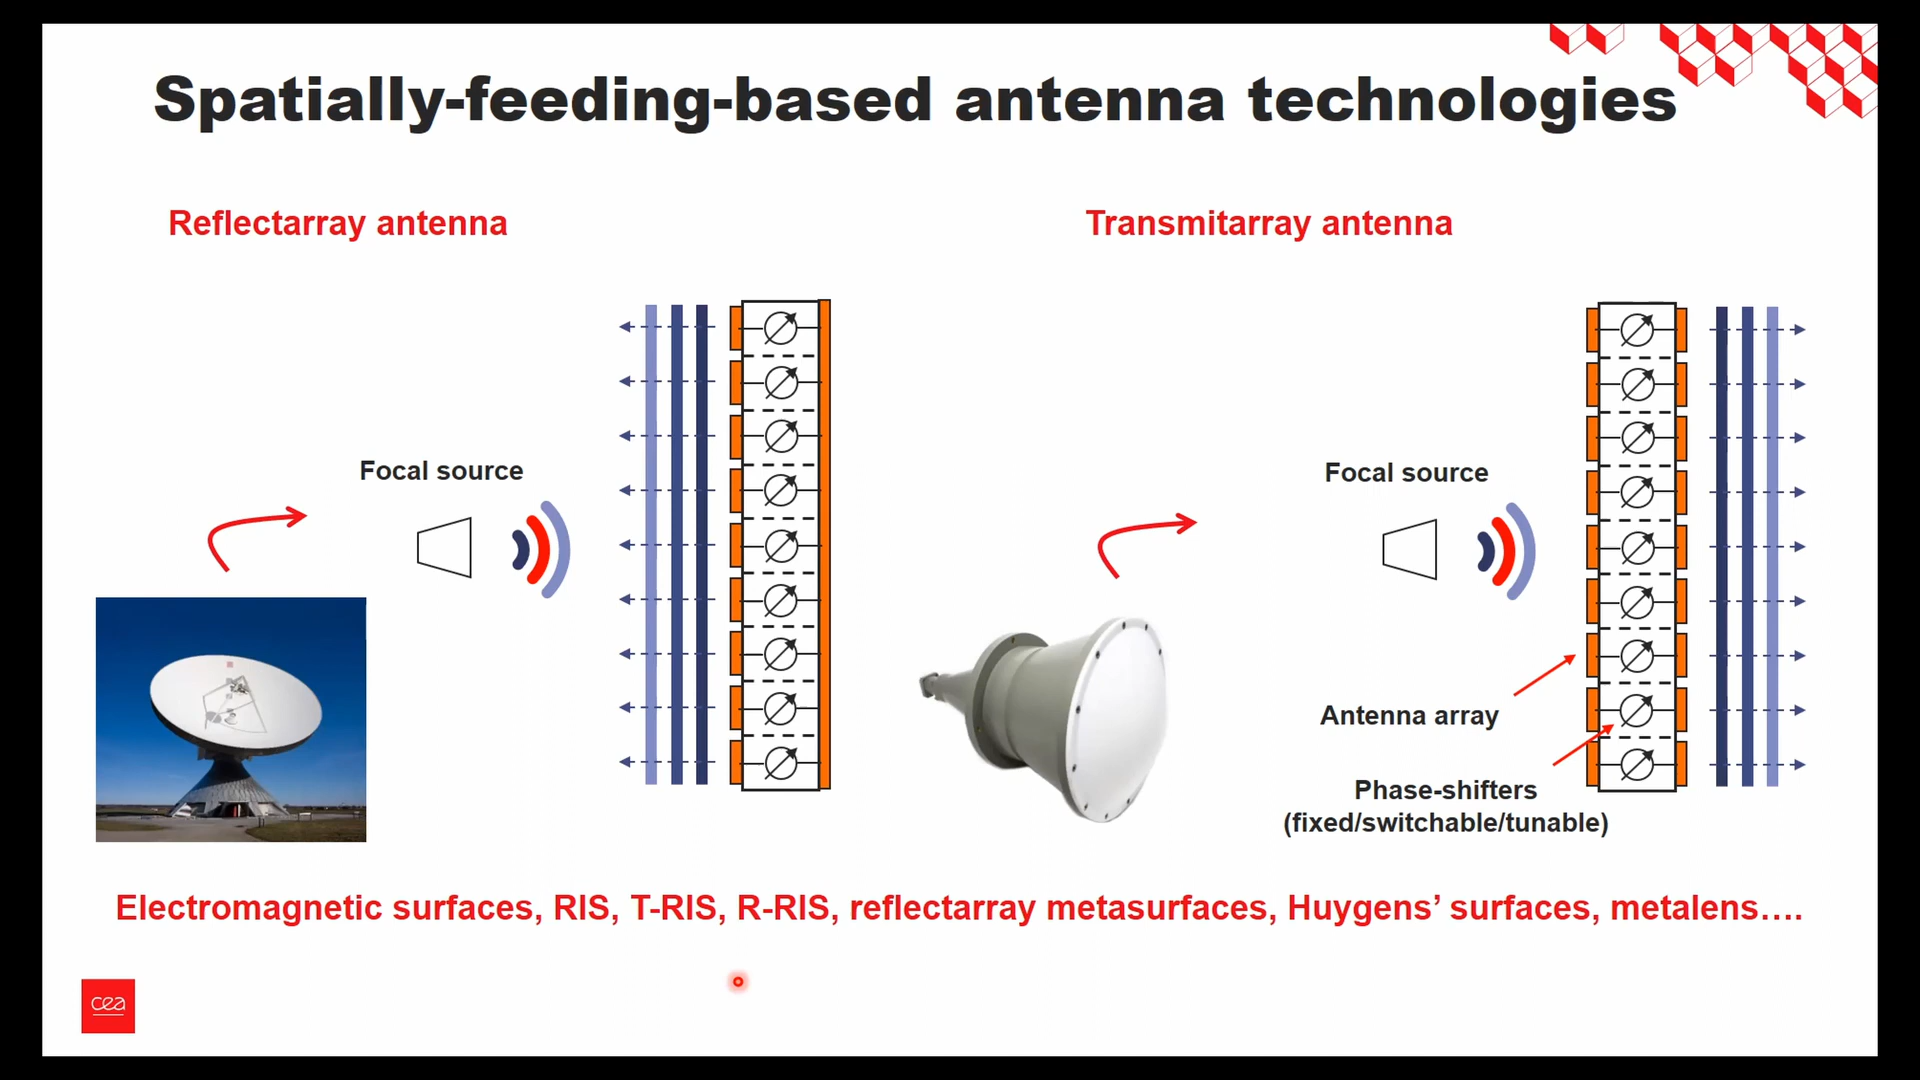 Spatially-feeding-based antenna technologies
Reflectarray antenna
Transmitarray antenna
Focal source
Focal source
Antenna array
Phase-shifters
(fixed/switchable/tunable)
Electromagnetic surfaces, RIS, T-RIS, R-RIS, reflectarray metasurfaces, Huygens’ surfaces, metalens….
cea